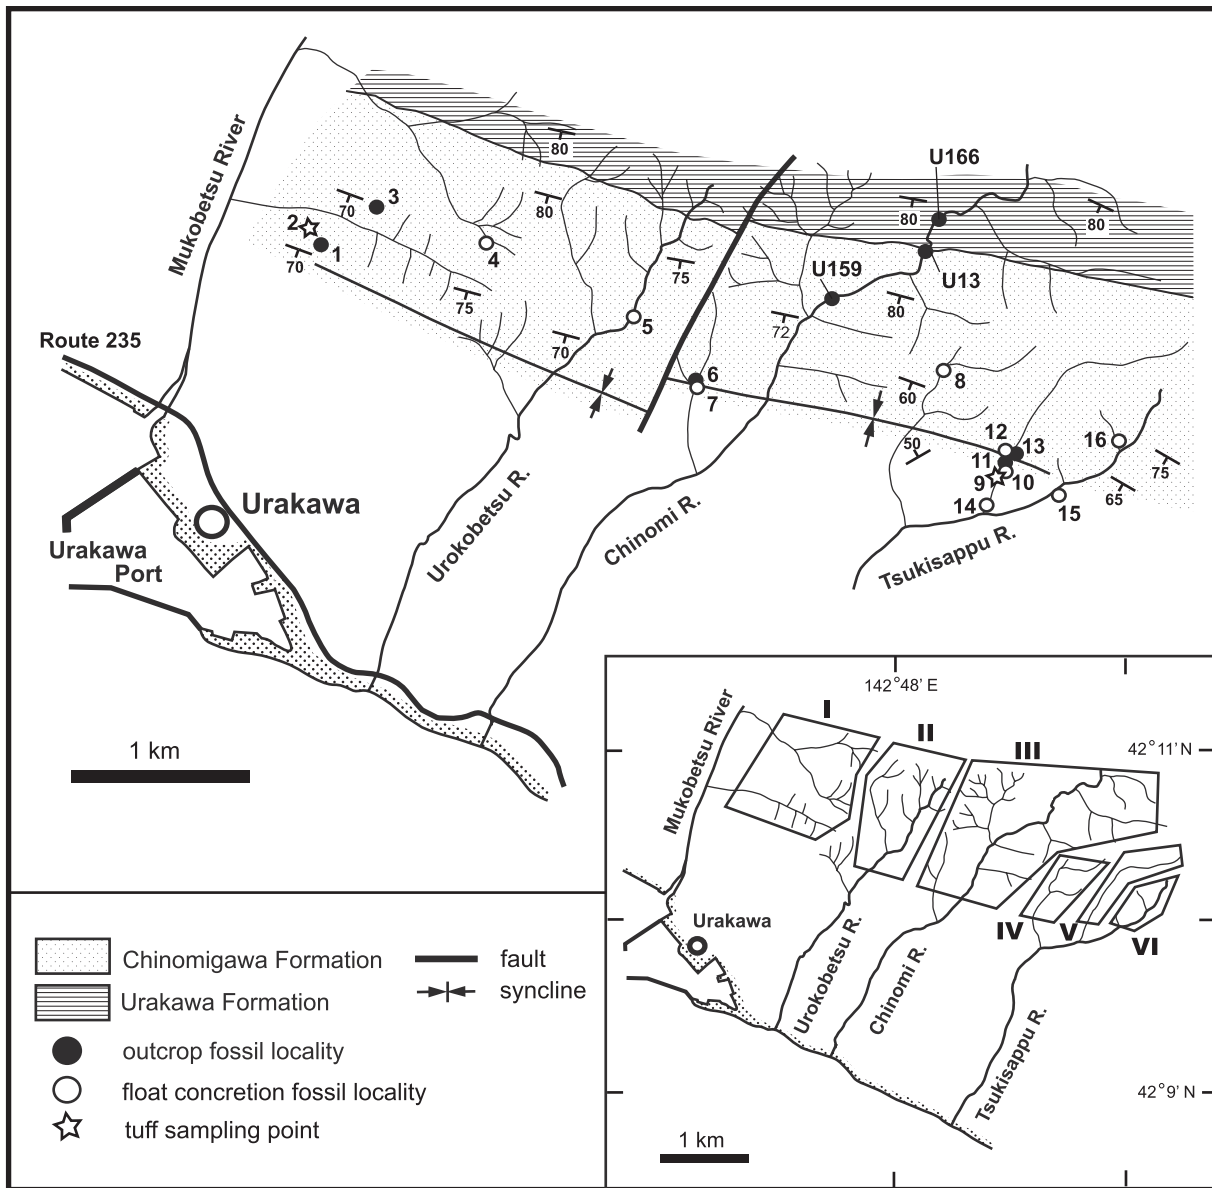 Mukobetsu River
U166
80
80
80
80
3
70
2
1
70
4
75
75
5
70
U159
U13
80
72
6
7
8
60
50
12
13
11
9
10
14
15
16
65
75
Route 235
Urakawa
Urakawa
Port
Urokobetsu R.
Chinomi R.
Tsukisappu R.
1 km
Chinomigawa Formation
Urakawa Formation
outcrop fossil locality
float concretion fossil locality
tuff sampling point
fault
syncline
142°48' E
42°11' N
42°9' N
I
II
III
IV
V
VI
Mukobetsu River
Urakawa
Urokobetsu R.
Chinomi R.
Tsukisappu R.
1 km